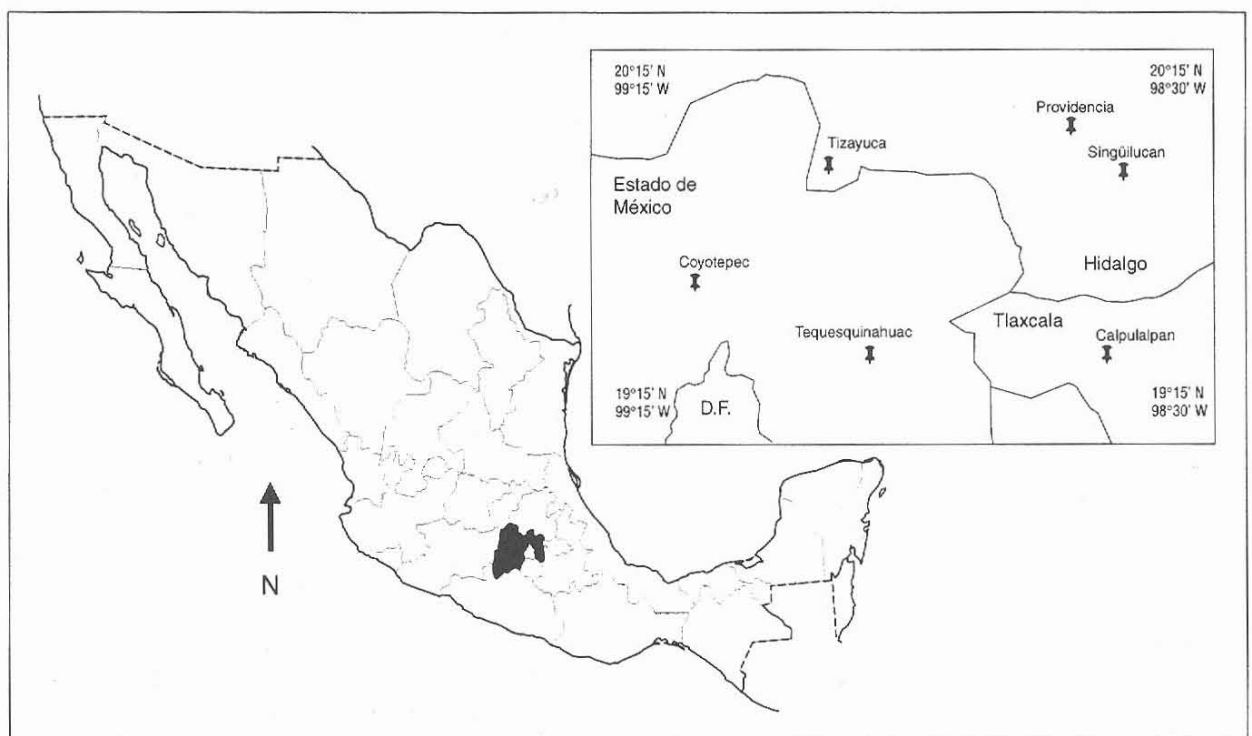 20°15' N
99°15' W
20°15' N
98°30' W
Providencia
Tizayuca
Singüilucan
Estado de
México
Coyotepec
Hidalgo
Tlaxcala
Tequesquinahuac
Calpulalpan
19°15' N
99°15' W
D.F.
19°15' N
98°30' W
N